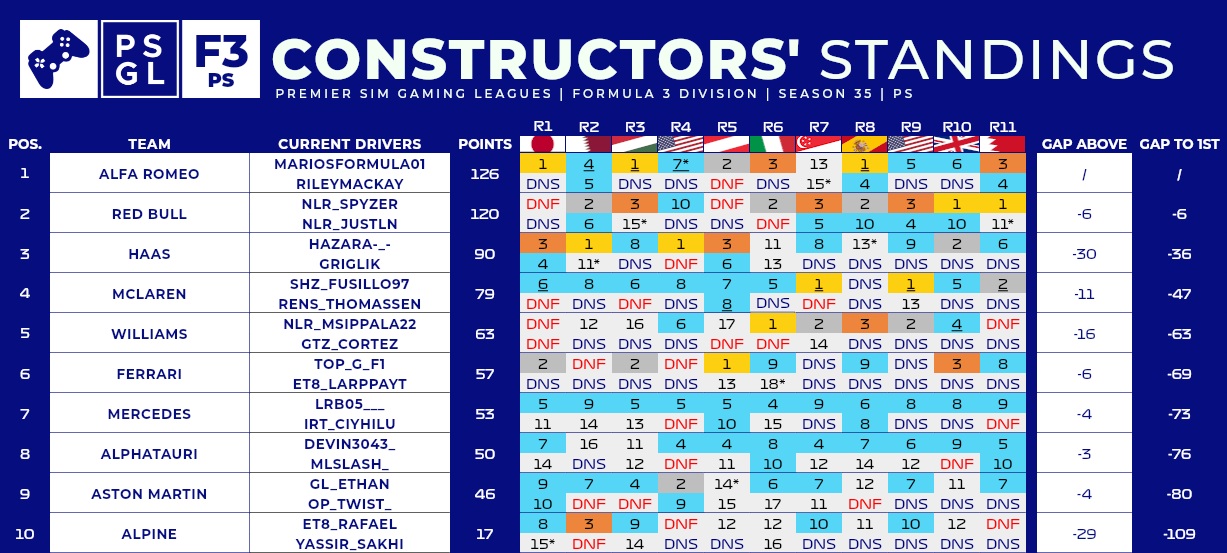 PS
GL
F3
PS
CONSTRUCTORS' STANDINGS
PREMIER SIM GAMING LEAGUES | FORMULA 3 DIVISION | SEASON 35 | PS
R1 R2 R3 R4 R5 R6 R7 R8 R9 R10 R11
POS. TEAM CURRENT DRIVERS POINTS GAP ABOVE GAP TO 1ST
MARIOSFORMULA01 1 4 1 7* 2 3 13 1 5 6 3
1 ALFA ROMEO 126 / /
RILEYMACKAY DNS 5 DNS DNS DNF DNS 15* 4 DNS DNS 4
NLR_SPYZER DNF 2 3 10 DNF 2 3 2 3 1 1
2 RED BULL 120 -6 -6
NLR_JUSTLN DNS 6 15* DNS DNS DNF 5 10 4 10 11*
HAZARA-_- 3 1 8 1 3 11 8 13* 9 2 6
3 HAAS 90 -30 -36
GRIGLIK 4 11* DNS DNF 6 13 DNS DNS DNS DNS DNS
SHZ_FUSILLO97 6 8 6 8 7 5 1 DNS 1 5 2
4 MCLAREN 79 -11 -47
RENS_THOMASSEN DNF DNS DNF DNS 8 DNS DNF DNS 13 DNS DNS
NLR_MSIPPALA22 DNF 12 16 6 17 1 2 3 2 4 DNF
5 WILLIAMS 63 -16 -63
GTZ_CORTEZ DNF DNS DNS DNS DNF DNF 14 DNS DNS DNS DNS
TOP_G_F1 2 DNF 2 DNF 1 9 DNS 9 DNS 3 8
6 FERRARI 57 -6 -69
ET8_LARPPAYT DNS DNS DNS DNS 13 18* DNS DNS DNS DNS DNS
LRB05___ 5 9 5 5 5 4 9 6 8 8 9
7 MERCEDES 53 -4 -73
IRT_CIYHILU 11 14 13 DNF 10 15 DNS 8 DNS DNS DNS
DEVIN3043_ 7 16 11 4 4 8 4 7 6 9 5
8 ALPHATAURI 50 -3 -76
MLSLASH_ 14 DNS 12 DNF 11 10 12 14 12 DNF 10
GL_ETHAN 9 7 4 2 14* 6 7 12 7 11 7
9 ASTON MARTIN 46 -4 -80
OP_TWIST_ 10 DNF DNF 9 15 17 11 DNF DNS DNS DNS
ET8_RAFAEL 8 3 9 DNF 12 12 10 11 10 12 DNF
10 ALPINE 17 -29 -109
YASSIR_SAKHI 15* DNF 14 DNS DNS 16 DNS DNS DNS DNS DNS